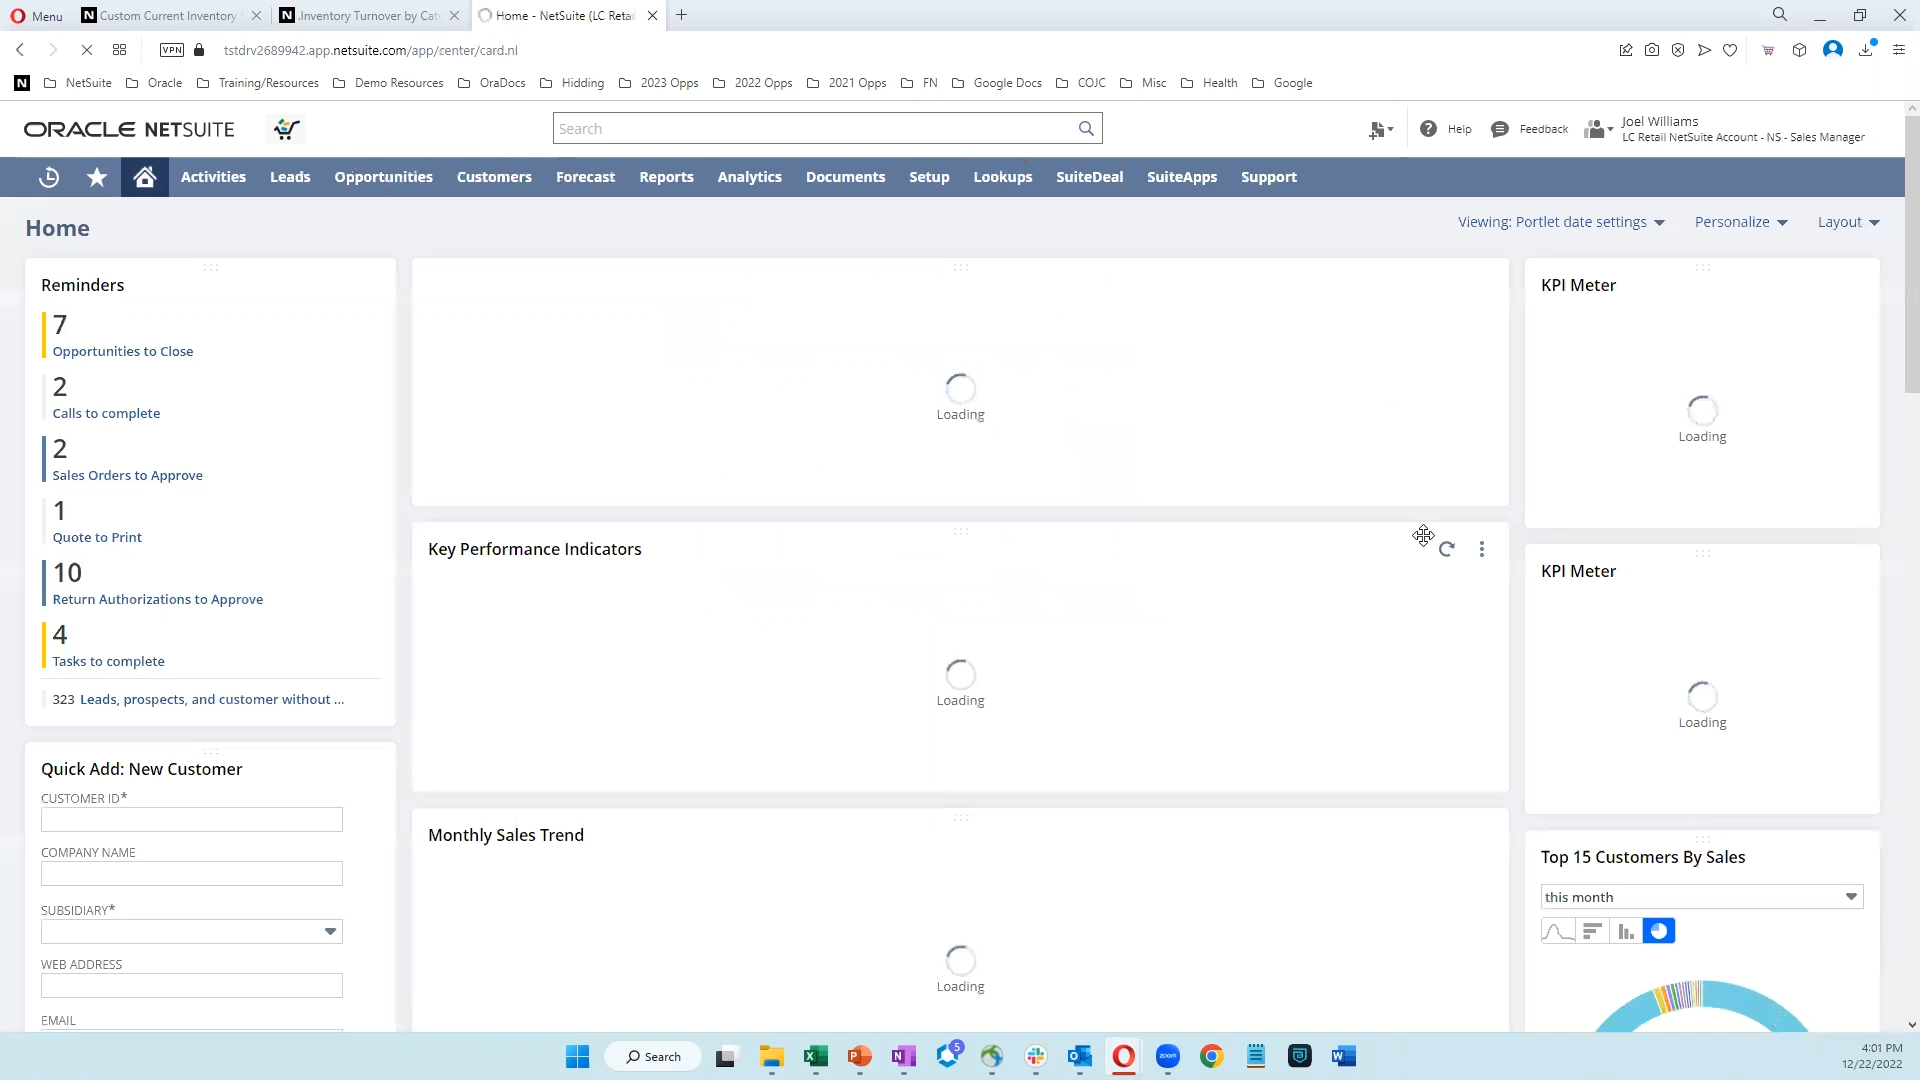 Menu
Custom Current Inventory
.Inventory Turnover by Cat
Home - NetSuite (LC Retai
VPN
tstdrv2689942.app.netsuite.com/app/center/card.nl
N NetSuite Oracle Training/Resources Demo Resources OraDocs Hidding 2023 Opps 2022 Opps 2021 Opps FN Google Docs COJC Misc Health Google
ORACLE NETSUITE
Search
Help
Feedback
Joel Williams
LC Retail NetSuite Account - NS - Sales Manager
Activities Leads Opportunities Customers Forecast Reports Analytics Documents Setup Lookups SuiteDeal SuiteApps Support
Home
Viewing: Portlet date settings
Personalize
Layout
Reminders
7
Opportunities to Close
2
Calls to complete
2
Sales Orders to Approve
1
Quote to Print
10
Return Authorizations to Approve
4
Tasks to complete
323 Leads, prospects, and customer without ...
Quick Add: New Customer
CUSTOMER ID*
COMPANY NAME
SUBSIDIARY*
WEB ADDRESS
EMAIL
Loading
Key Performance Indicators
Loading
Monthly Sales Trend
Loading
KPI Meter
Loading
KPI Meter
Loading
Top 15 Customers By Sales
this month
Search
5
zoom
4:01 PM
12/22/2022